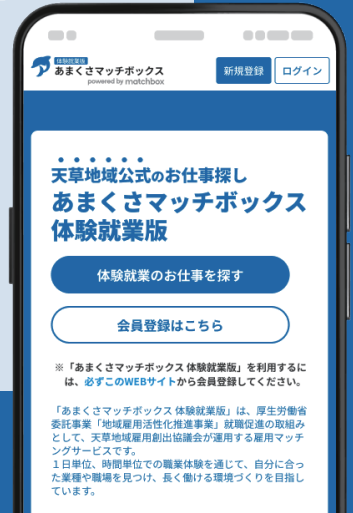 体験就業版
あまくさマッチボックス
powered by matchbox
新規登録
ログイン
天草地域公式のお仕事探し
あまくさマッチボックス
体験就業版
体験就業のお仕事を探す
会員登録はこちら
※「あまくさマッチボックス 体験就業版」を利用するに
は、必ずこのWEBサイトから会員登録してください。
「あまくさマッチボックス 体験就業版」は、厚生労働省
委託事業「地域雇用活性化推進事業」就職促進の取組み
として、天草地域雇用創出協議会が運用する雇用マッチ
ングサービスです。
１日単位、時間単位での職業体験を通じて、自分に合っ
た業種や職場を見つけ、長く働ける環境づくりを目指し
ています。